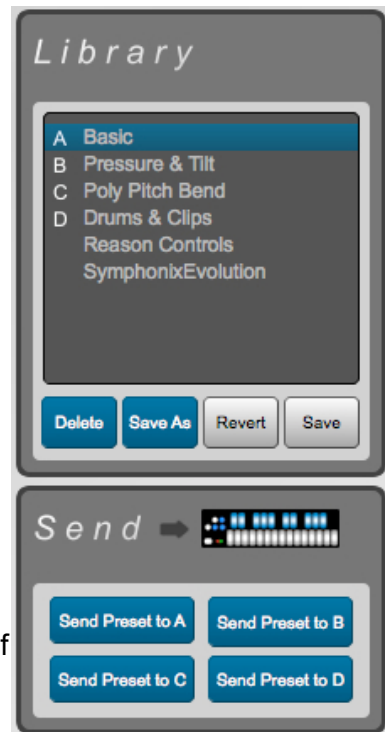 Library
A Basic
B Pressure & Tilt
C Poly Pitch Bend
D Drums & Clips
Reason Controls
SymphonixEvolution
Delete Save As Revert Save
Send
Send Preset to A Send Preset to B
f
Send Preset to C Send Preset to D